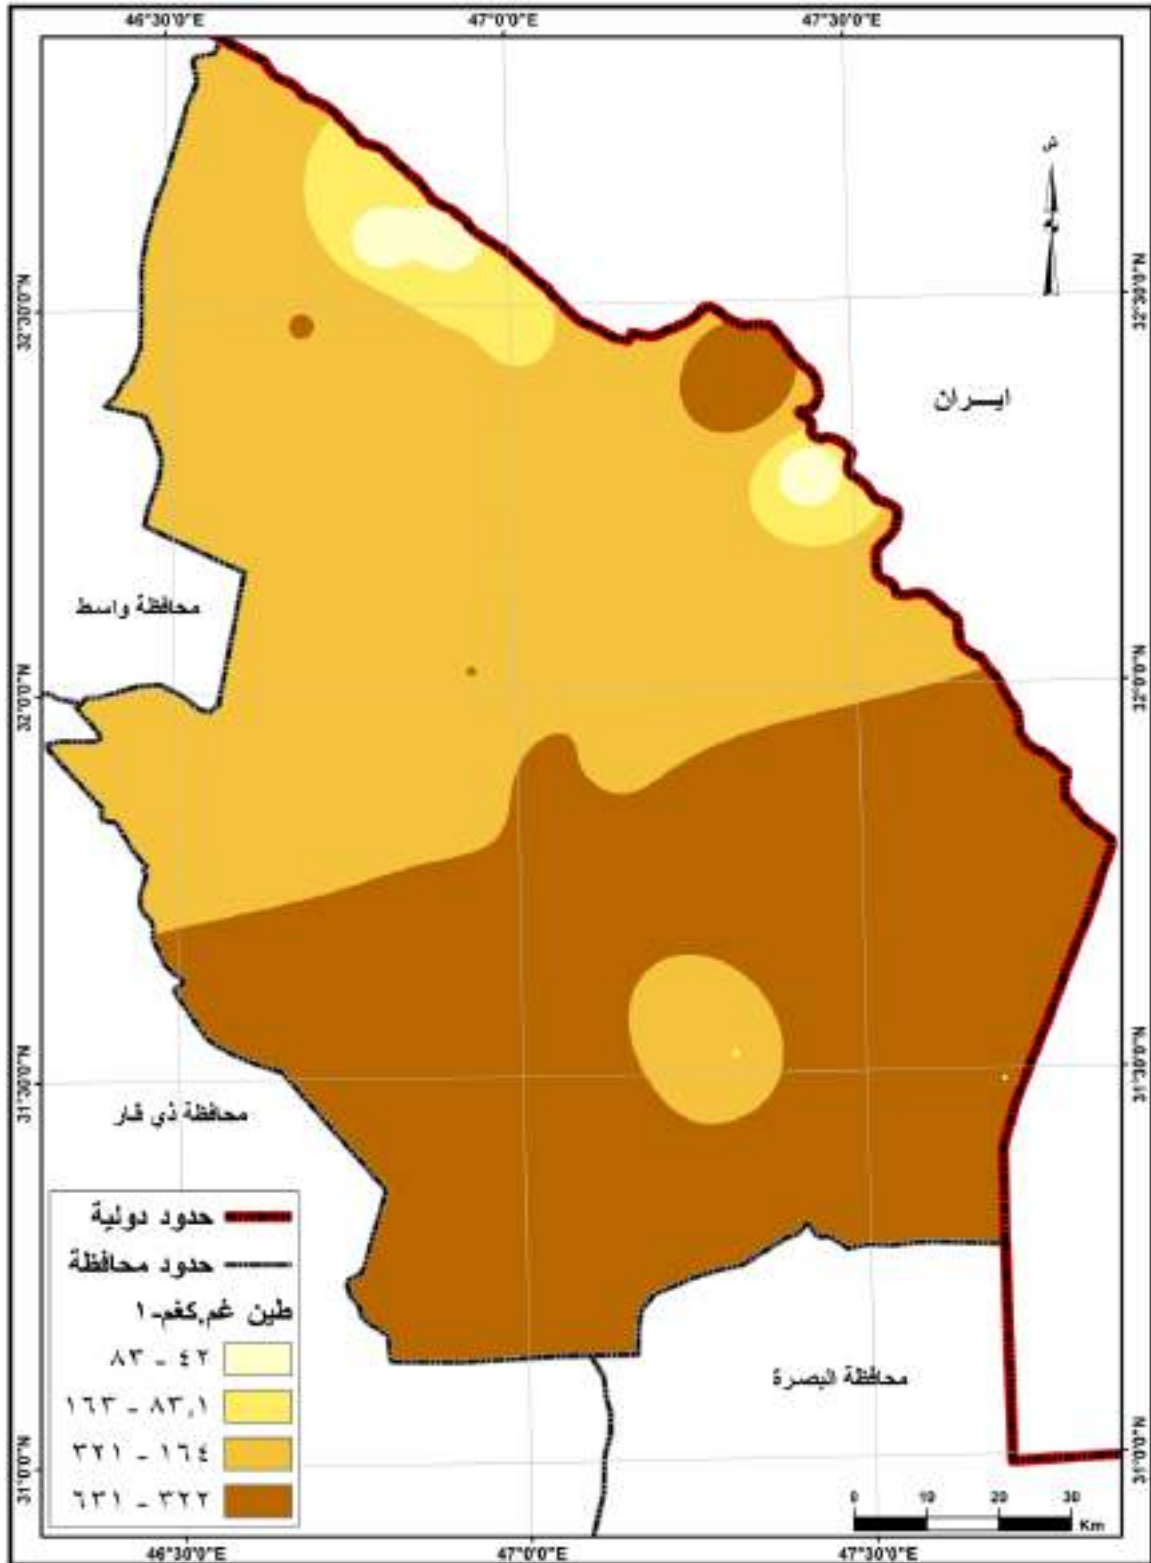 46°30'0"E
47°0'0"E
47°30'0"E
ش
32°30'0"N
32°30'0"N
ايــران
محافظة واسط
32°0'0"N
32°0'0"N
31°30'0"N
31°30'0"N
محافظة ذي قار
حدود دولية
حدود محافظة
طين غم.كغم-١
٤٢ - ٨٣
٨٣,١ - ١٦٣
١٦٤ - ٣٢١
٣٢٢ - ٦٣١
محافظة البصرة
31°0'0"N
31°0'0"N
0 10 20 30
Km
46°30'0"E
47°0'0"E
47°30'0"E